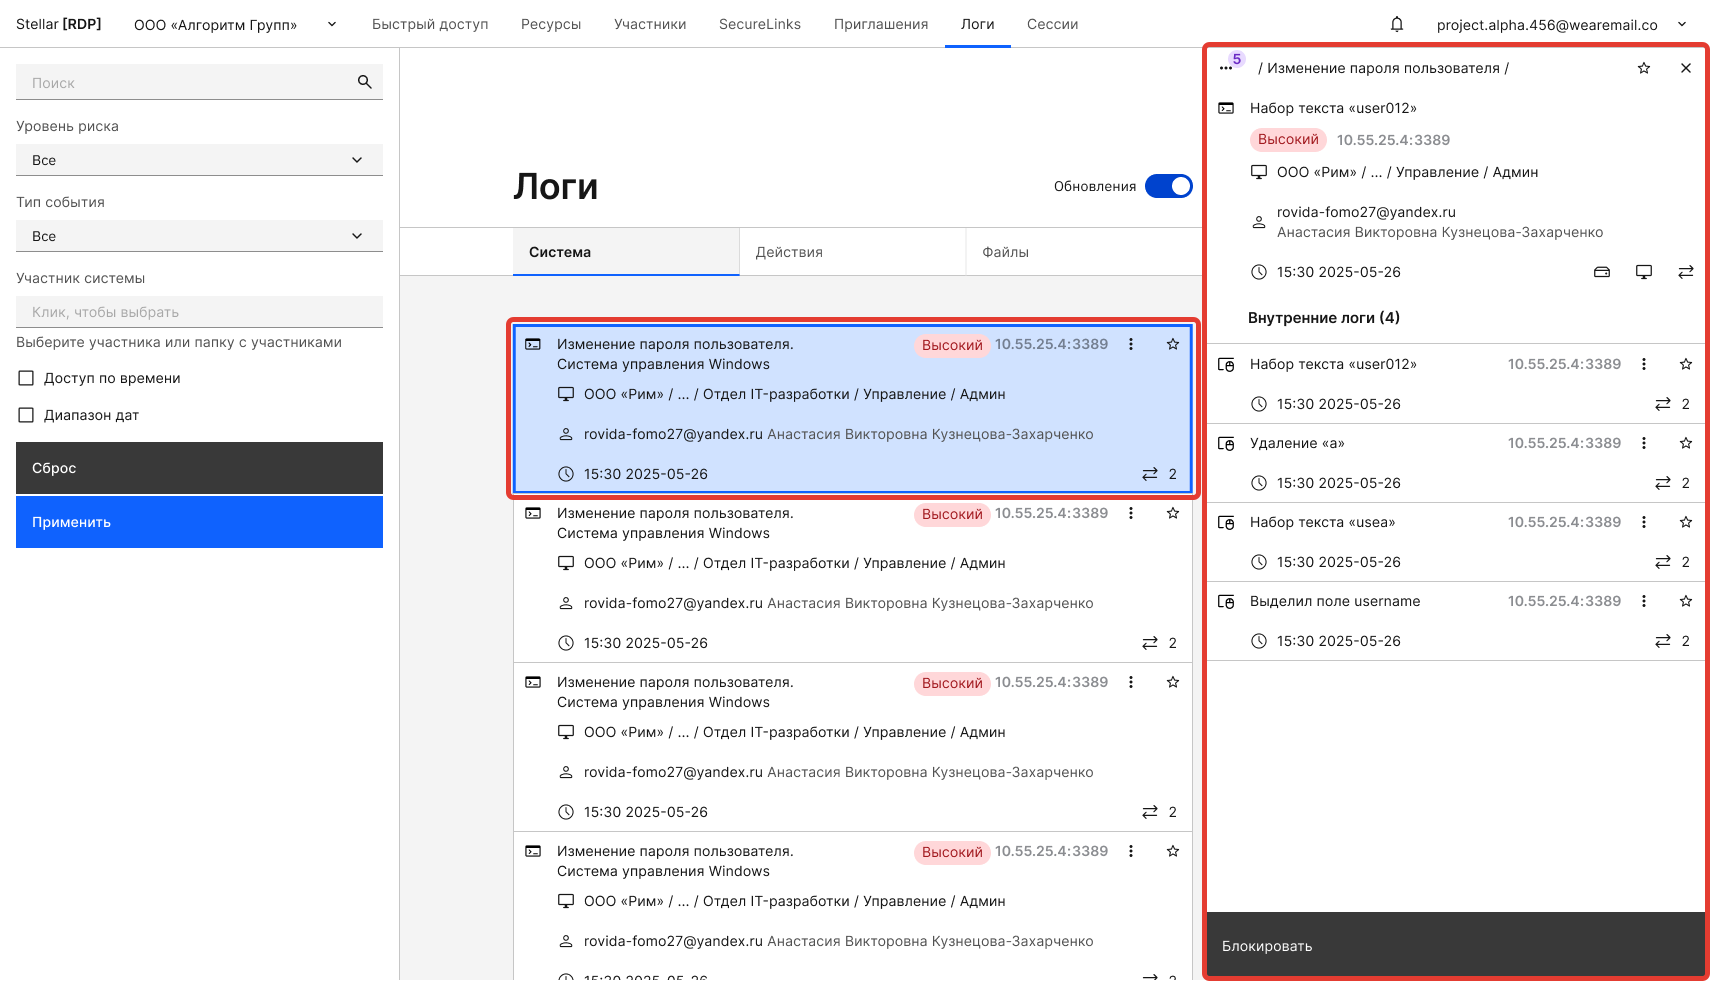 Stellar [RDP]
ООО «Алгоритм Групп»
Быстрый доступ
Ресурсы
Участники
SecureLinks
Приглашения
Логи
Сессии
project.alpha.456@wearemail.co
Поиск
Уровень риска
Все
Тип события
Все
Участник системы
Клик, чтобы выбрать
Выберите участника или папку с участниками
Доступ по времени
Диапазон дат
Сброс
Применить
Логи
Обновления
Система
Действия
Файлы
Изменение пароля пользователя. Высокий 10.55.25.4:3389
Система управления Windows
ООО «Рим» / ... / Отдел IT-разработки / Управление / Админ
rovida-fomo27@yandex.ru Анастасия Викторовна Кузнецова-Захарченко
15:30 2025-05-26 2
Изменение пароля пользователя. Высокий 10.55.25.4:3389
Система управления Windows
ООО «Рим» / ... / Отдел IT-разработки / Управление / Админ
rovida-fomo27@yandex.ru Анастасия Викторовна Кузнецова-Захарченко
15:30 2025-05-26 2
Изменение пароля пользователя. Высокий 10.55.25.4:3389
Система управления Windows
ООО «Рим» / ... / Отдел IT-разработки / Управление / Админ
rovida-fomo27@yandex.ru Анастасия Викторовна Кузнецова-Захарченко
15:30 2025-05-26 2
Изменение пароля пользователя. Высокий 10.55.25.4:3389
Система управления Windows
ООО «Рим» / ... / Отдел IT-разработки / Управление / Админ
rovida-fomo27@yandex.ru Анастасия Викторовна Кузнецова-Захарченко
15:30 2025-05-26 2
... 5 / Изменение пароля пользователя /
Набор текста «user012»
Высокий 10.55.25.4:3389
ООО «Рим» / ... / Управление / Админ
rovida-fomo27@yandex.ru
Анастасия Викторовна Кузнецова-Захарченко
15:30 2025-05-26
Внутренние логи (4)
Набор текста «user012» 10.55.25.4:3389
15:30 2025-05-26 2
Удаление «a» 10.55.25.4:3389
15:30 2025-05-26 2
Набор текста «usea» 10.55.25.4:3389
15:30 2025-05-26 2
Выделил поле username 10.55.25.4:3389
15:30 2025-05-26 2
Блокировать